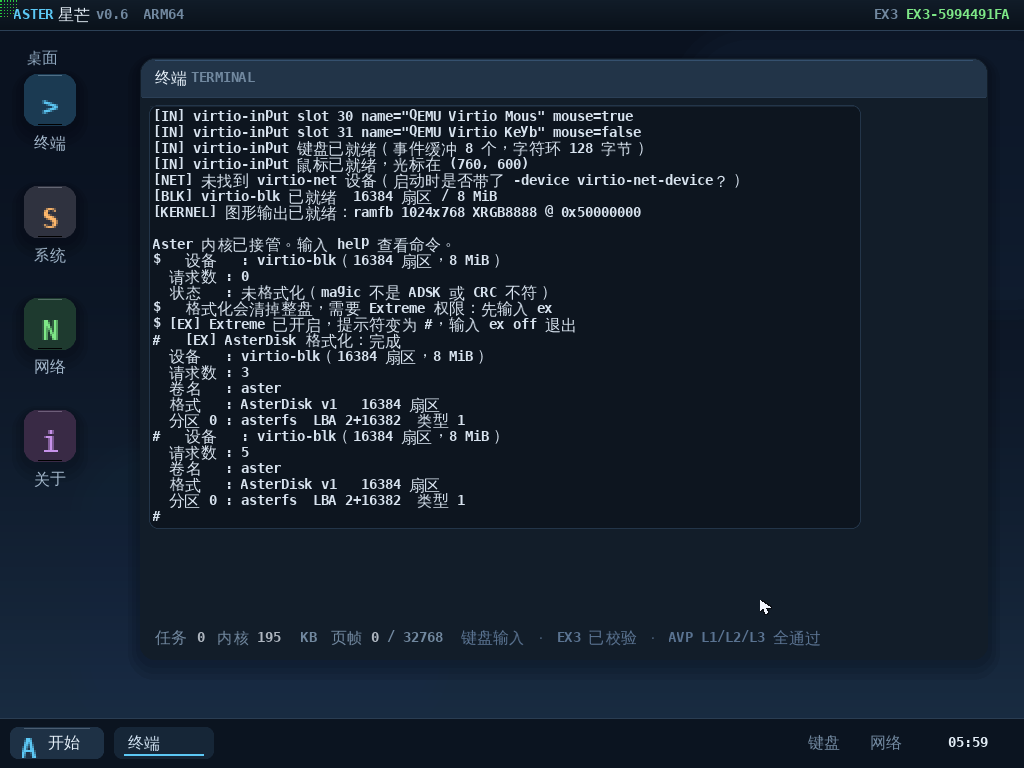 ASTER 星芒 v0.6 ARM64
EX3 EX3-5994491FA
桌面
>
终端
S
系统
N
网络
i
关于
终端 TERMINAL
[IN] virtio-input slot 30 name="QEMU Virtio Mous" mouse=true
[IN] virtio-input slot 31 name="QEMU Virtio Keyb" mouse=false
[IN] virtio-input 键盘已就绪（事件缓冲 8 个，字符环 128 字节）
[IN] virtio-input 鼠标已就绪，光标在 (760, 600)
[NET] 未找到 virtio-net 设备（启动时是否带了 -device virtio-net-device？）
[BLK] virtio-blk 已就绪  16384 扇区 / 8 MiB
[KERNEL] 图形输出已就绪：ramfb 1024x768 XRGB8888 @ 0x50000000
Aster 内核已接管。输入 help 查看命令。
$   设备   : virtio-blk（16384 扇区，8 MiB）
请求数 : 0
状态   : 未格式化（magic 不是 ADSK 或 CRC 不符）
$   格式化会清掉整盘，需要 Extreme 权限：先输入 ex
$ [EX] Extreme 已开启，提示符变为 #，输入 ex off 退出
#   [EX] AsterDisk 格式化：完成
设备   : virtio-blk（16384 扇区，8 MiB）
请求数 : 3
卷名   : aster
格式   : AsterDisk v1   16384 扇区
分区 0 : asterfs  LBA 2+16382  类型 1
#   设备   : virtio-blk（16384 扇区，8 MiB）
请求数 : 5
卷名   : aster
格式   : AsterDisk v1   16384 扇区
分区 0 : asterfs  LBA 2+16382  类型 1
#
任务 0 内核 195 KB 页帧 0 / 32768 键盘输入 · EX3 已校验 · AVP L1/L2/L3 全通过
A 开始 终端 键盘 网络 05:59